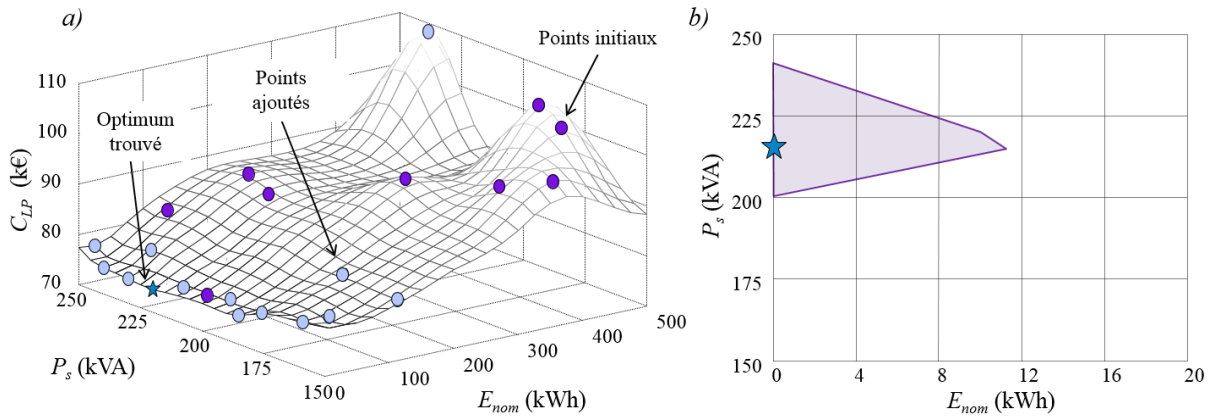 a)
Points initiaux
Points
ajoutés
Optimum
trouvé
C_LP (k€)
110
100
90
80
70
250
225
200
175
150
P_s (kVA)
0
100
200
300
400
500
E_nom (kWh)
b)
P_s (kVA)
250
225
200
175
150
0
4
8
12
16
20
E_nom (kWh)